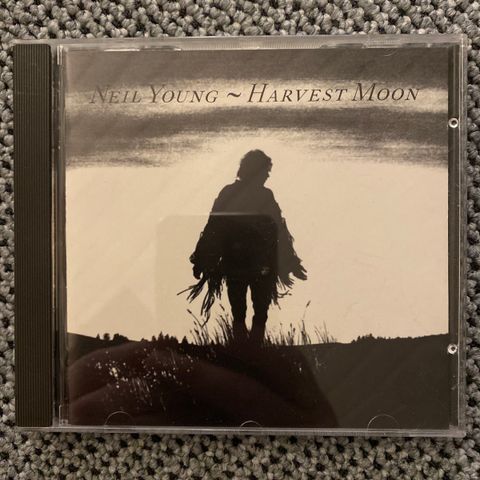 NEIL YOUNG ~ HARVEST MOON